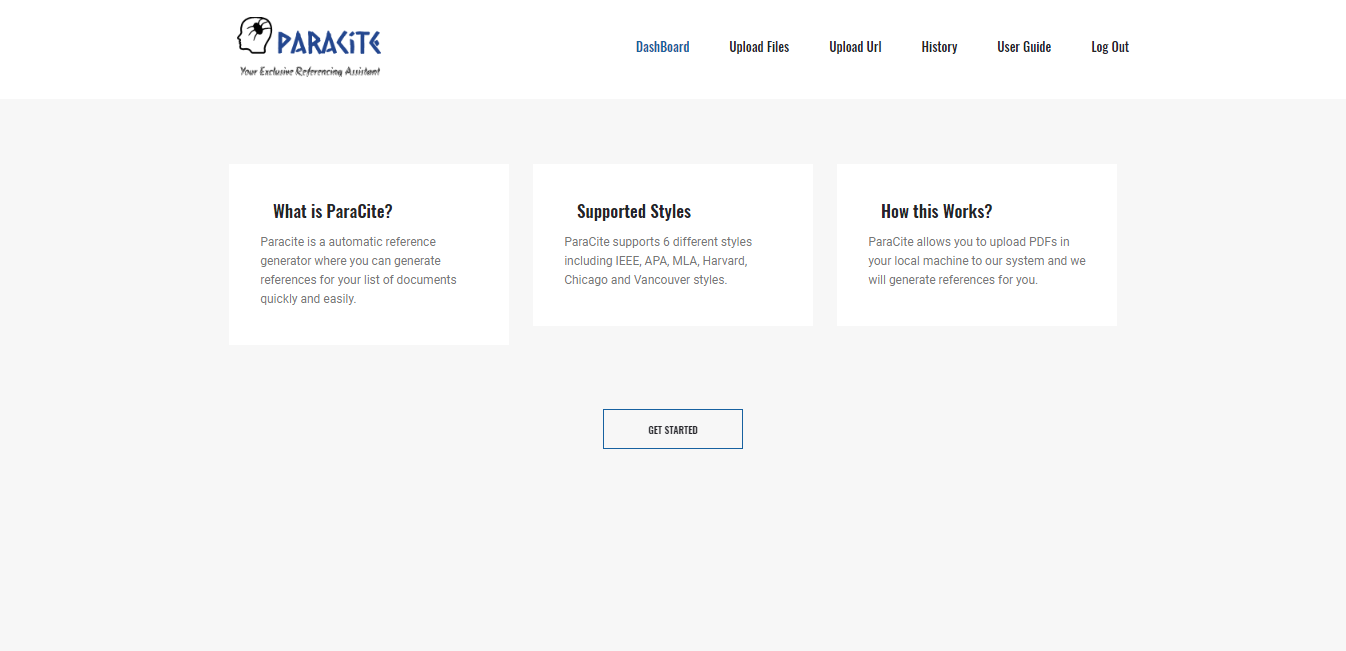 PARACITE
Your Exclusive Referencing Assistant
DashBoard
Upload Files
Upload Url
History
User Guide
Log Out
What is ParaCite?
Paracite is a automatic reference
generator where you can generate
references for your list of documents
quickly and easily.
Supported Styles
ParaCite supports 6 different styles
including IEEE, APA, MLA, Harvard,
Chicago and Vancouver styles.
How this Works?
ParaCite allows you to upload PDFs in
your local machine to our system and we
will generate references for you.
GET STARTED